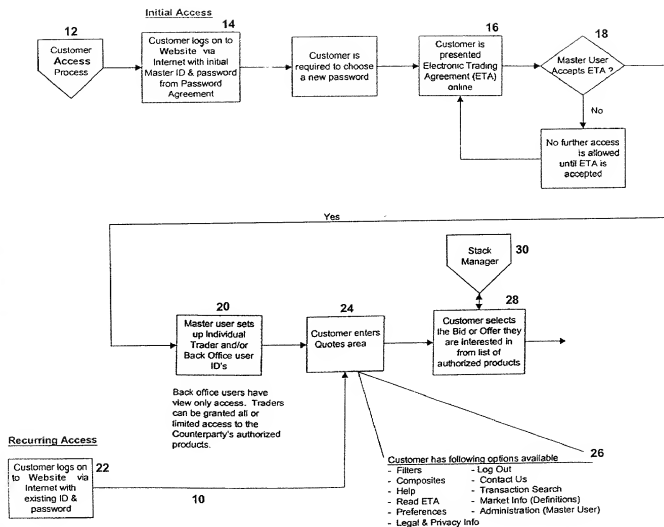 Initial Access
12
Customer
Access
Process
14
Customer logs on to
Website via
Internet with initial
Master ID & password
from Password
Agreement
Customer is
required to choose
a new password
16
Customer is
presented
Electronic Trading
Agreement (ETA)
online
18
Master User
Accepts ETA ?
No
No further access
is allowed
until ETA is
accepted
Yes
Stack
Manager
30
20
Master user sets
up Individual
Trader and/or
Back Office user
ID's
24
Customer enters
Quotes area
28
Customer selects
the Bid or Offer they
are interested in
from list of
authorized products
Back office users have
view only access. Traders
can be granted all or
limited access to the
Counterparty's authorized
products.
Recurring Access
22
Customer logs on
to Website via
Internet with
existing ID &
password
10
26
Customer has following options available
- Filters
- Composites
- Help
- Read ETA
- Preferences
- Legal & Privacy Info
- Log Out
- Contact Us
- Transaction Search
- Market Info (Definitions)
- Administration (Master User)